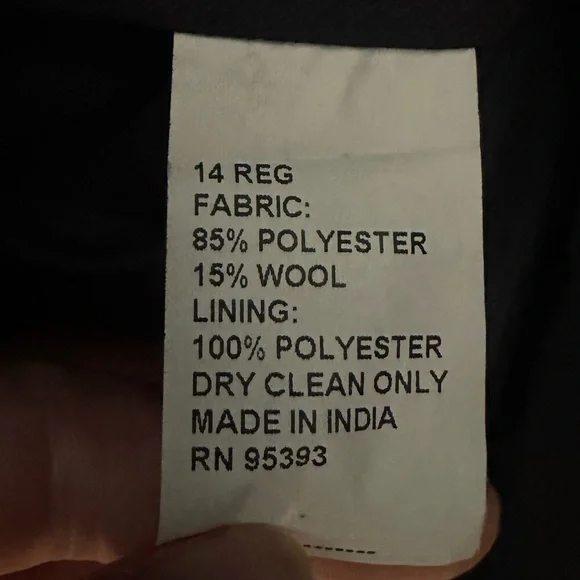 14 REG
FABRIC:
85% POLYESTER
15% WOOL
LINING:
100% POLYESTER
DRY CLEAN ONLY
MADE IN INDIA
RN 95393